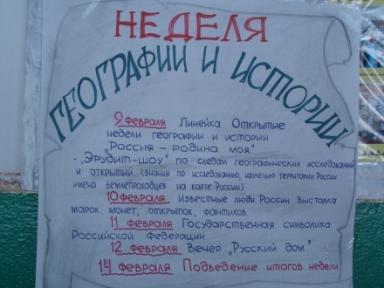 НЕДЕЛЯ
ГЕОГРАФИИ И ИСТОРИИ
9 февраля Линейка Открытие
недели географии и истории
"Россия – родина моя"
- "Эрудит-шоу" по следам географических исследований
и открытий (знания по исследованию, изучению территории России
имена землепроходцев на карте России)
10 февраля Известные люди России Выставка
марок, монет, открыток, фантиков.
11 февраля Государственная символика
Российской Федерации
12 февраля Вечер "Русский дом"
14 февраля Подведение итогов недели